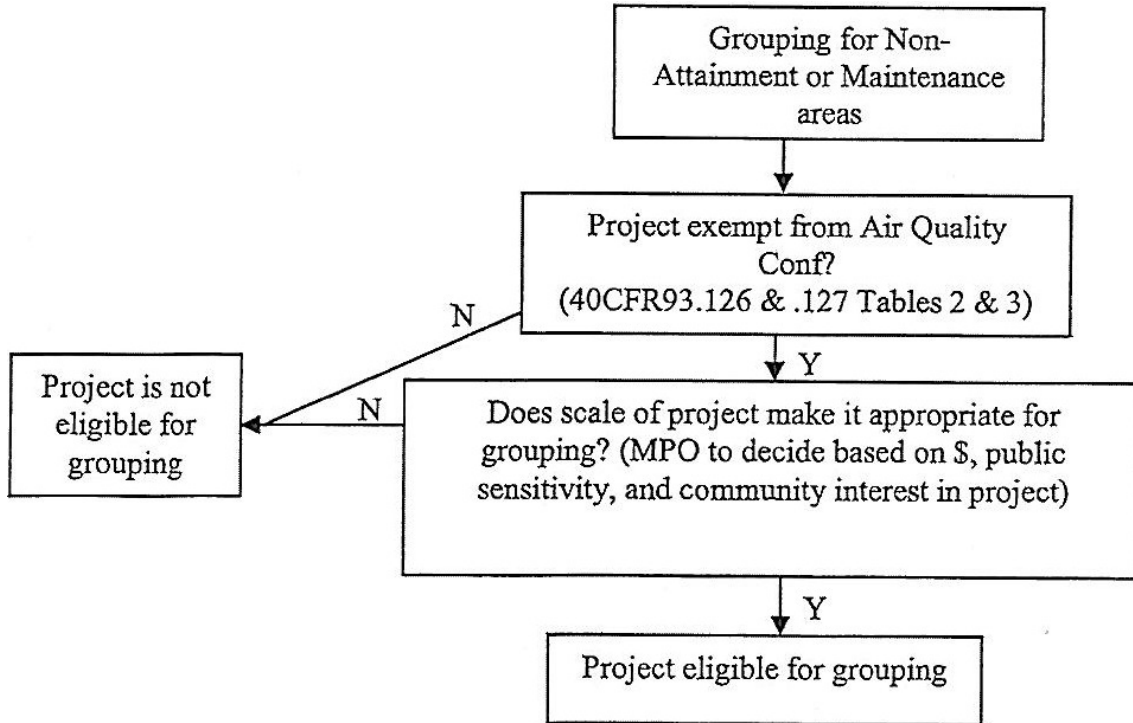 Grouping for Non-
Attainment or Maintenance
areas
Project exempt from Air Quality
Conf?
(40CFR93.126 & .127 Tables 2 & 3)
N
Y
Project is not
eligible for
grouping
N
Does scale of project make it appropriate for
grouping? (MPO to decide based on $, public
sensitivity, and community interest in project)
Y
Project eligible for grouping